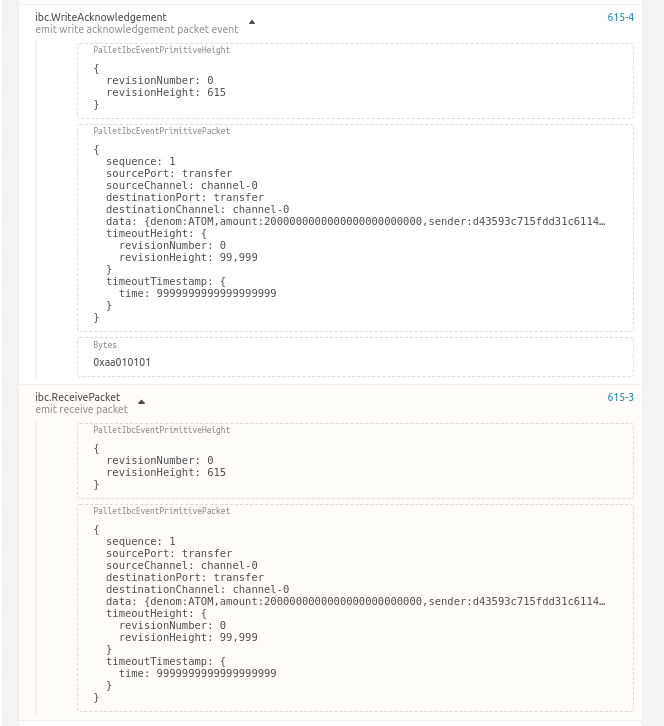 ibc.WriteAcknowledgement 615-4
emit write acknowledgement packet event
PalletIbcEventPrimitiveHeight
{
revisionNumber: 0
revisionHeight: 615
}
PalletIbcEventPrimitivePacket
{
sequence: 1
sourcePort: transfer
sourceChannel: channel-0
destinationPort: transfer
destinationChannel: channel-0
data: {denom:ATOM,amount:2000000000000000000000000,sender:d43593c715fdd31c6114…
timeoutHeight: {
revisionNumber: 0
revisionHeight: 99,999
}
timeoutTimestamp: {
time: 9999999999999999999
}
}
Bytes
0xaa010101
ibc.ReceivePacket 615-3
emit receive packet
PalletIbcEventPrimitiveHeight
{
revisionNumber: 0
revisionHeight: 615
}
PalletIbcEventPrimitivePacket
{
sequence: 1
sourcePort: transfer
sourceChannel: channel-0
destinationPort: transfer
destinationChannel: channel-0
data: {denom:ATOM,amount:2000000000000000000000000,sender:d43593c715fdd31c6114…
timeoutHeight: {
revisionNumber: 0
revisionHeight: 99,999
}
timeoutTimestamp: {
time: 9999999999999999999
}
}